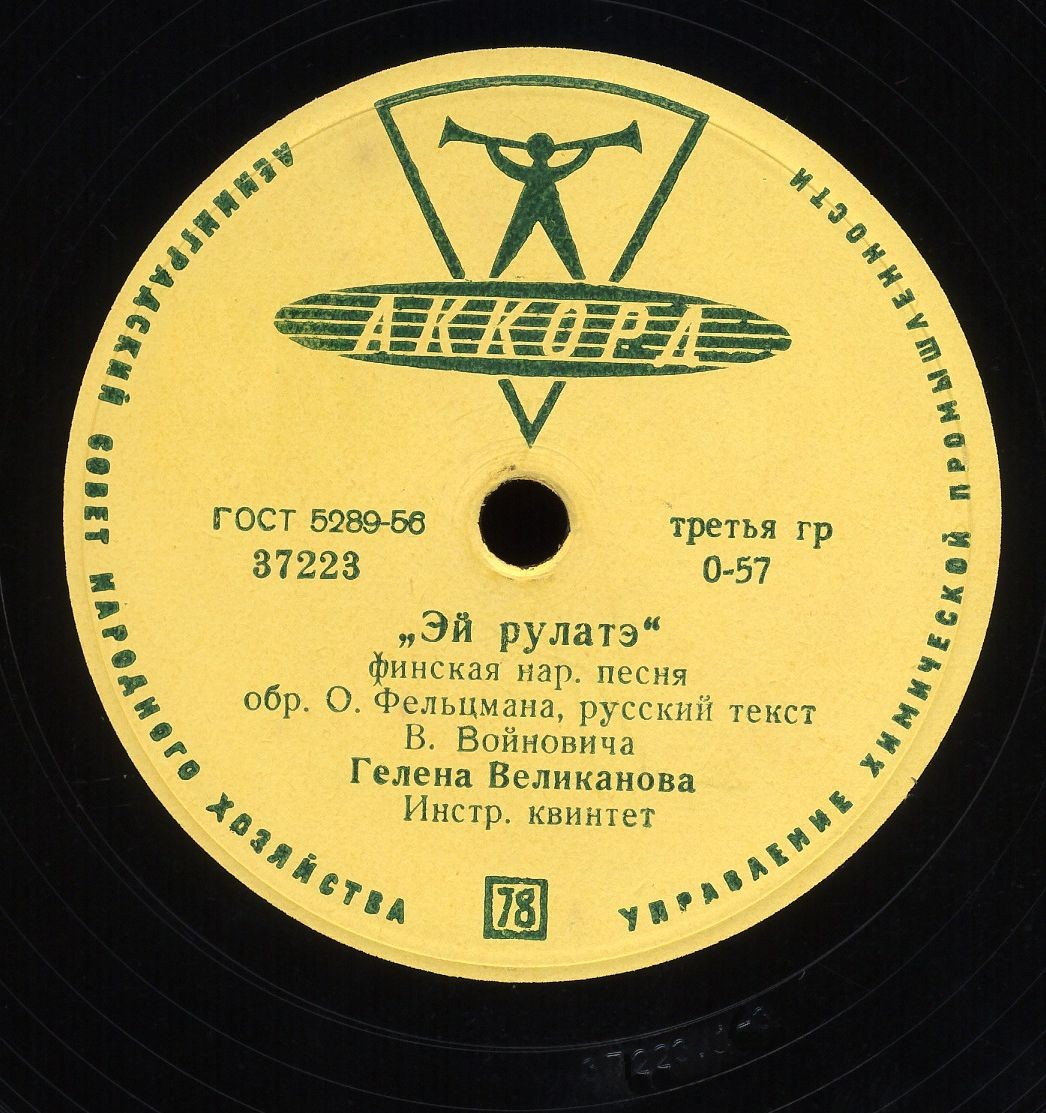 ЛЕНИНГРАДСКИЙ СОВЕТ НАРОДНОГО ХОЗЯЙСТВА
УПРАВЛЕНИЕ ХИМИЧЕСКОЙ ПРОМЫШЛЕННОСТИ
АККОРД
ГОСТ 5289-56
37223
третья гр
0-57
„Эй рулатэ“
финская нар. песня
обр. О. Фельцмана, русский текст
В. Войновича
Гелена Великанова
Инстр. квинтет
78